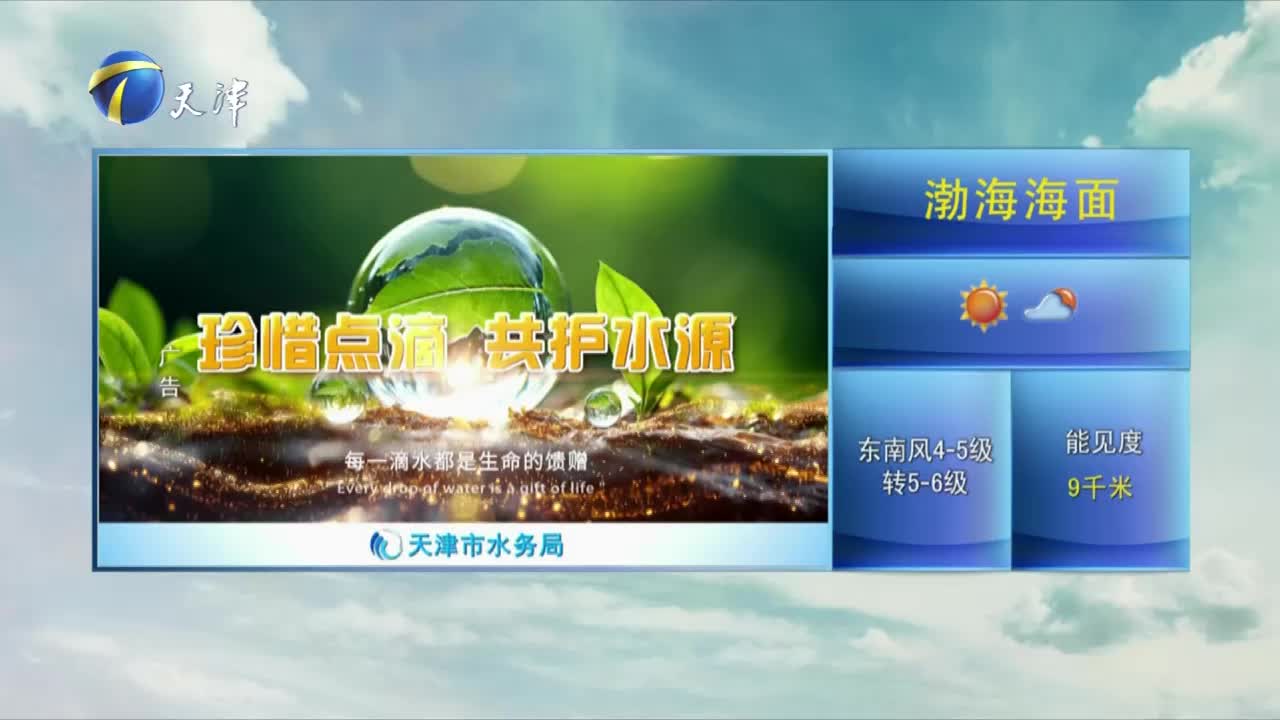 天津
渤海海面
广告
珍惜点滴 共护水源
每一滴水都是生命的馈赠
Every drop of water is a gift of life
天津市水务局
东南风4-5级
转5-6级
能见度
9千米